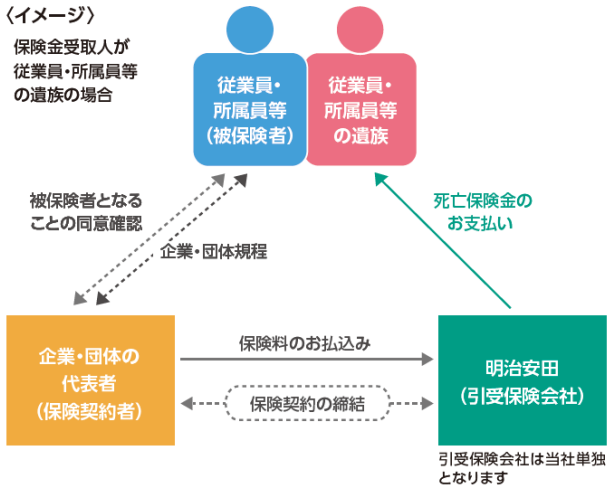 〈イメージ〉
保険金受取人が
従業員・所属員等
の遺族の場合
従業員・
所属員等
（被保険者）
従業員・
所属員等
の遺族
被保険者となる
ことの同意確認
企業・団体規程
死亡保険金の
お支払い
企業・団体の
代表者
（保険契約者）
保険料のお払込み
保険契約の締結
明治安田
（引受保険会社）
引受保険会社は当社単独
となります